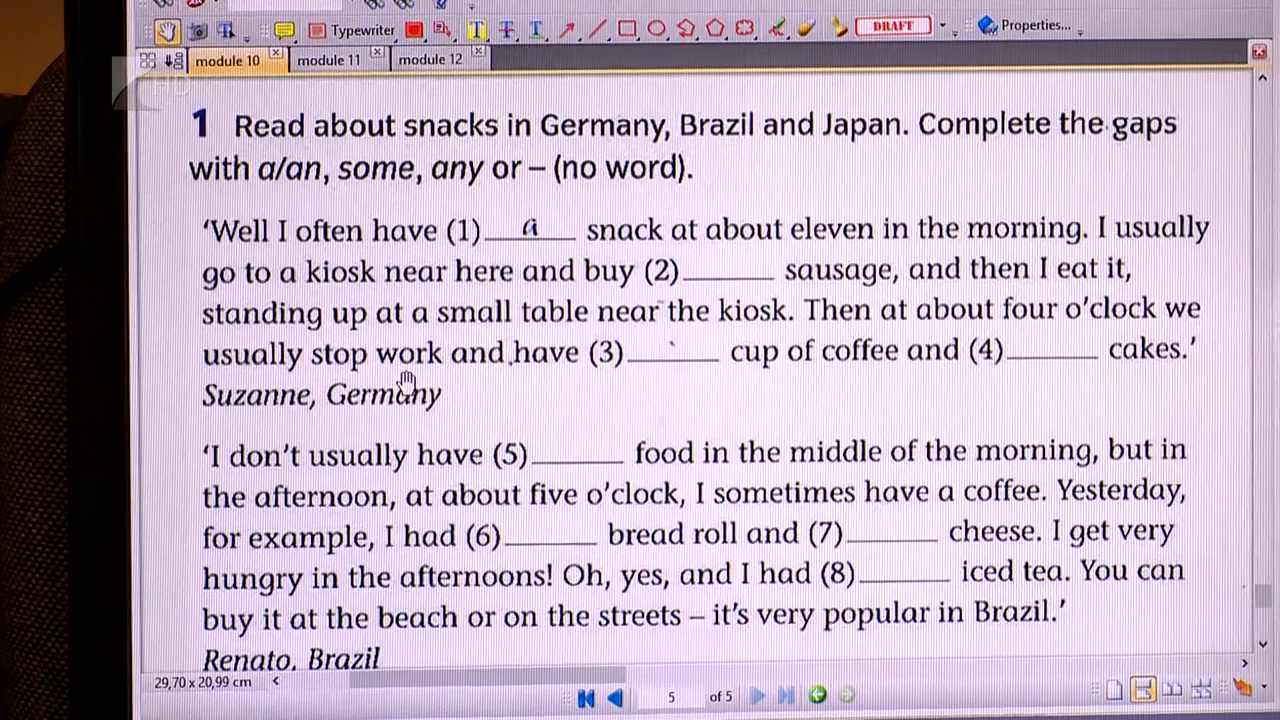 Typewriter
DRAFT
Properties...
module 10
module 11
module 12
HD
1 Read about snacks in Germany, Brazil and Japan. Complete the gaps
with a/an, some, any or – (no word).
‘Well I often have (1) a snack at about eleven in the morning. I usually
go to a kiosk near here and buy (2)______ sausage, and then I eat it,
standing up at a small table near the kiosk. Then at about four o’clock we
usually stop work and have (3)______ cup of coffee and (4)______ cakes.’
Suzanne, Germany
‘I don’t usually have (5)______ food in the middle of the morning, but in
the afternoon, at about five o’clock, I sometimes have a coffee. Yesterday,
for example, I had (6)______ bread roll and (7)______ cheese. I get very
hungry in the afternoons! Oh, yes, and I had (8)______ iced tea. You can
buy it at the beach or on the streets – it’s very popular in Brazil.’
Renato, Brazil
29,70 x 20,99 cm
5 of 5